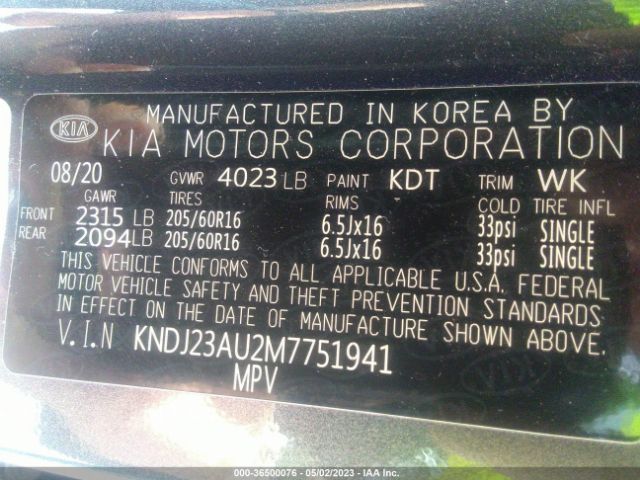 MANUFACTURED IN KOREA BY
KIA KIA MOTORS CORPORATION
08/20 GVWR 4023 LB PAINT KDT TRIM WK
GAWR TIRES RIMS COLD TIRE INFL
FRONT 2315 LB 205/60R16 6.5Jx16 33psi SINGLE
REAR 2094LB 205/60R16 6.5Jx16 33psi SINGLE
THIS VEHICLE CONFORMS TO ALL APPLICABLE U.S.A. FEDERAL
MOTOR VEHICLE SAFETY AND THEFT PREVENTION STANDARDS
IN EFFECT ON THE DATE OF MANUFACTURE SHOWN ABOVE.
V.I.N KNDJ23AU2M7751941
MPV
000-36500076 - 05/02/2023 - IAA Inc.